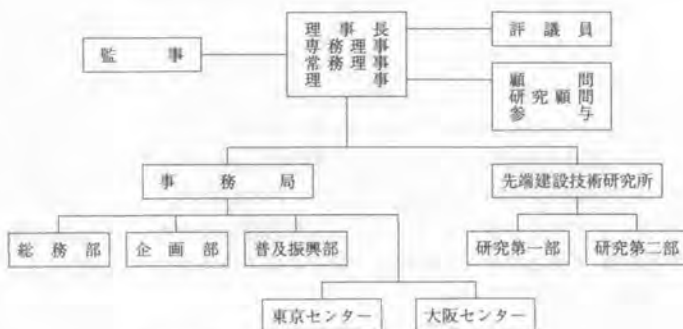 理事長
専務理事
常務理事
理事
監事
評議員
顧問
研究顧問
参与
事務局
先端建設技術研究所
総務部
企画部
普及振興部
研究第一部
研究第二部
東京センター
大阪センター